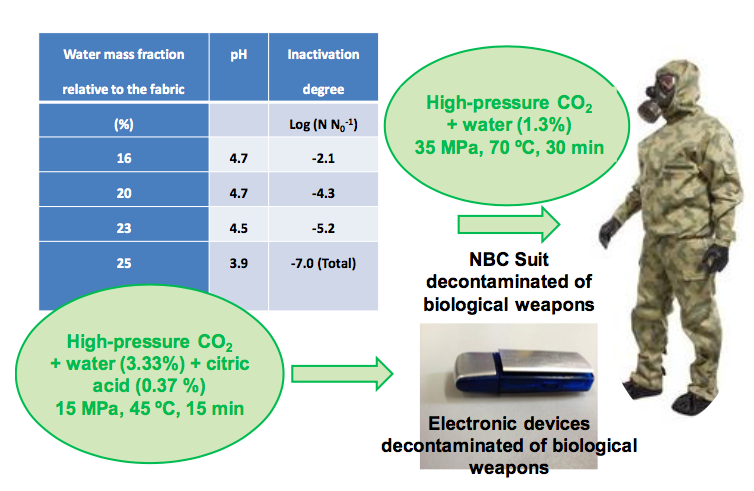 Water mass fraction relative to the fabric
pH
Inactivation degree
(%)
Log (N N₀⁻¹)
16 4.7 -2.1
20 4.7 -4.3
23 4.5 -5.2
25 3.9 -7.0 (Total)
High-pressure CO₂
+ water (1.3%)
35 MPa, 70 ºC, 30 min
NBC Suit
decontaminated of
biological weapons
High-pressure CO₂
+ water (3.33%) + citric
acid (0.37 %)
15 MPa, 45 ºC, 15 min
Electronic devices
decontaminated of biological
weapons